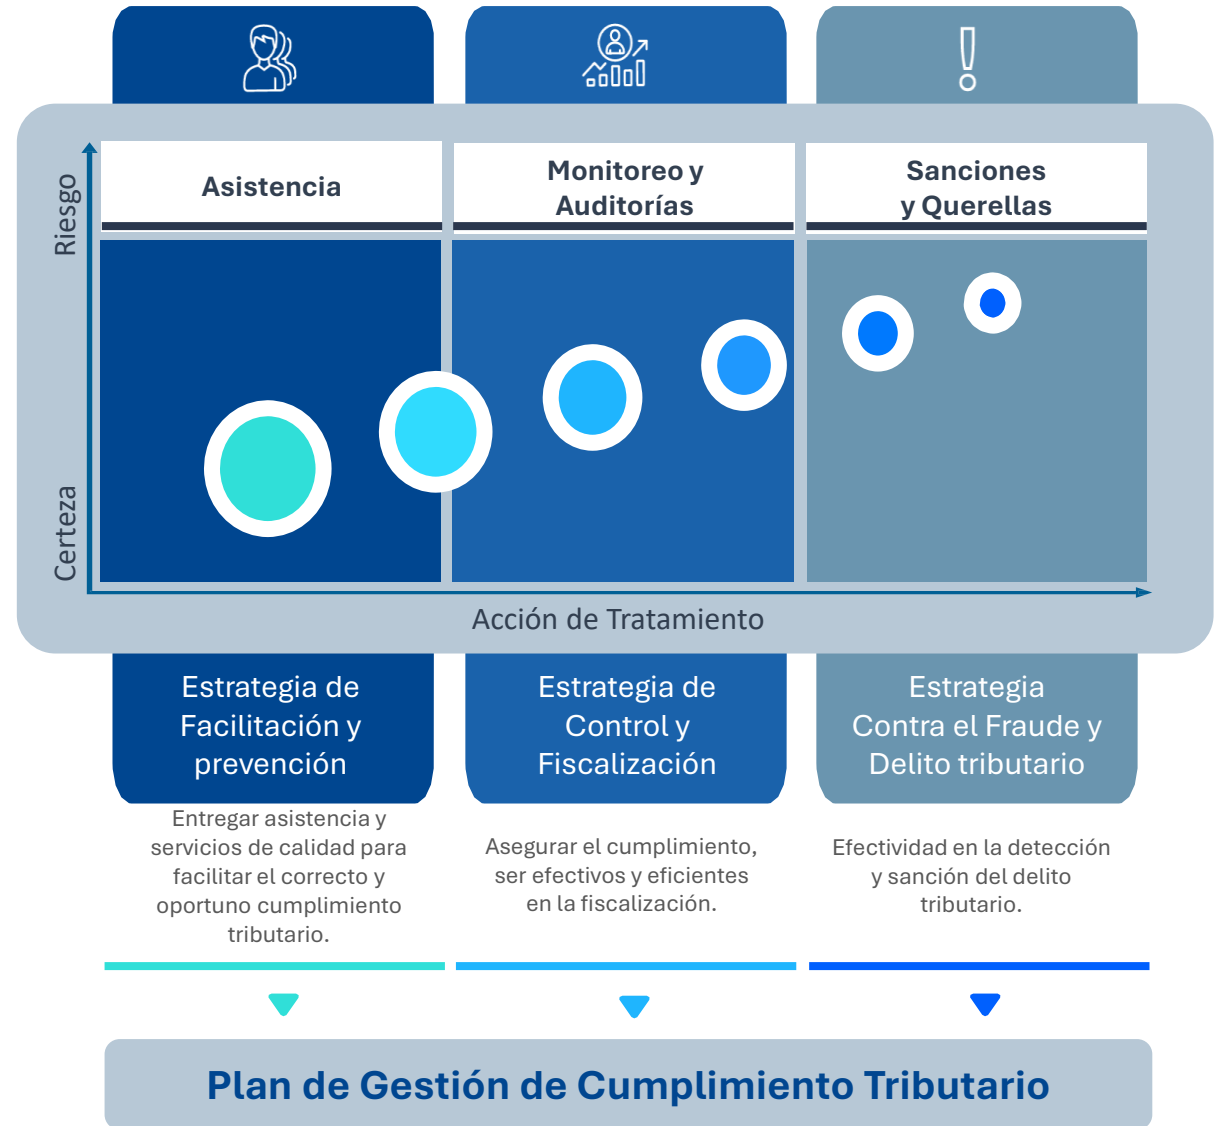 Riesgo
Certeza
Asistencia
Monitoreo y
Auditorías
Sanciones
y Querellas
Acción de Tratamiento
Estrategia de
Facilitación y
prevención
Entregar asistencia y
servicios de calidad para
facilitar el correcto y
oportuno cumplimiento
tributario.
Estrategia de
Control y
Fiscalización
Asegurar el cumplimiento,
ser efectivos y eficientes
en la fiscalización.
Estrategia
Contra el Fraude y
Delito tributario
Efectividad en la detección
y sanción del delito
tributario.
Plan de Gestión de Cumplimiento Tributario